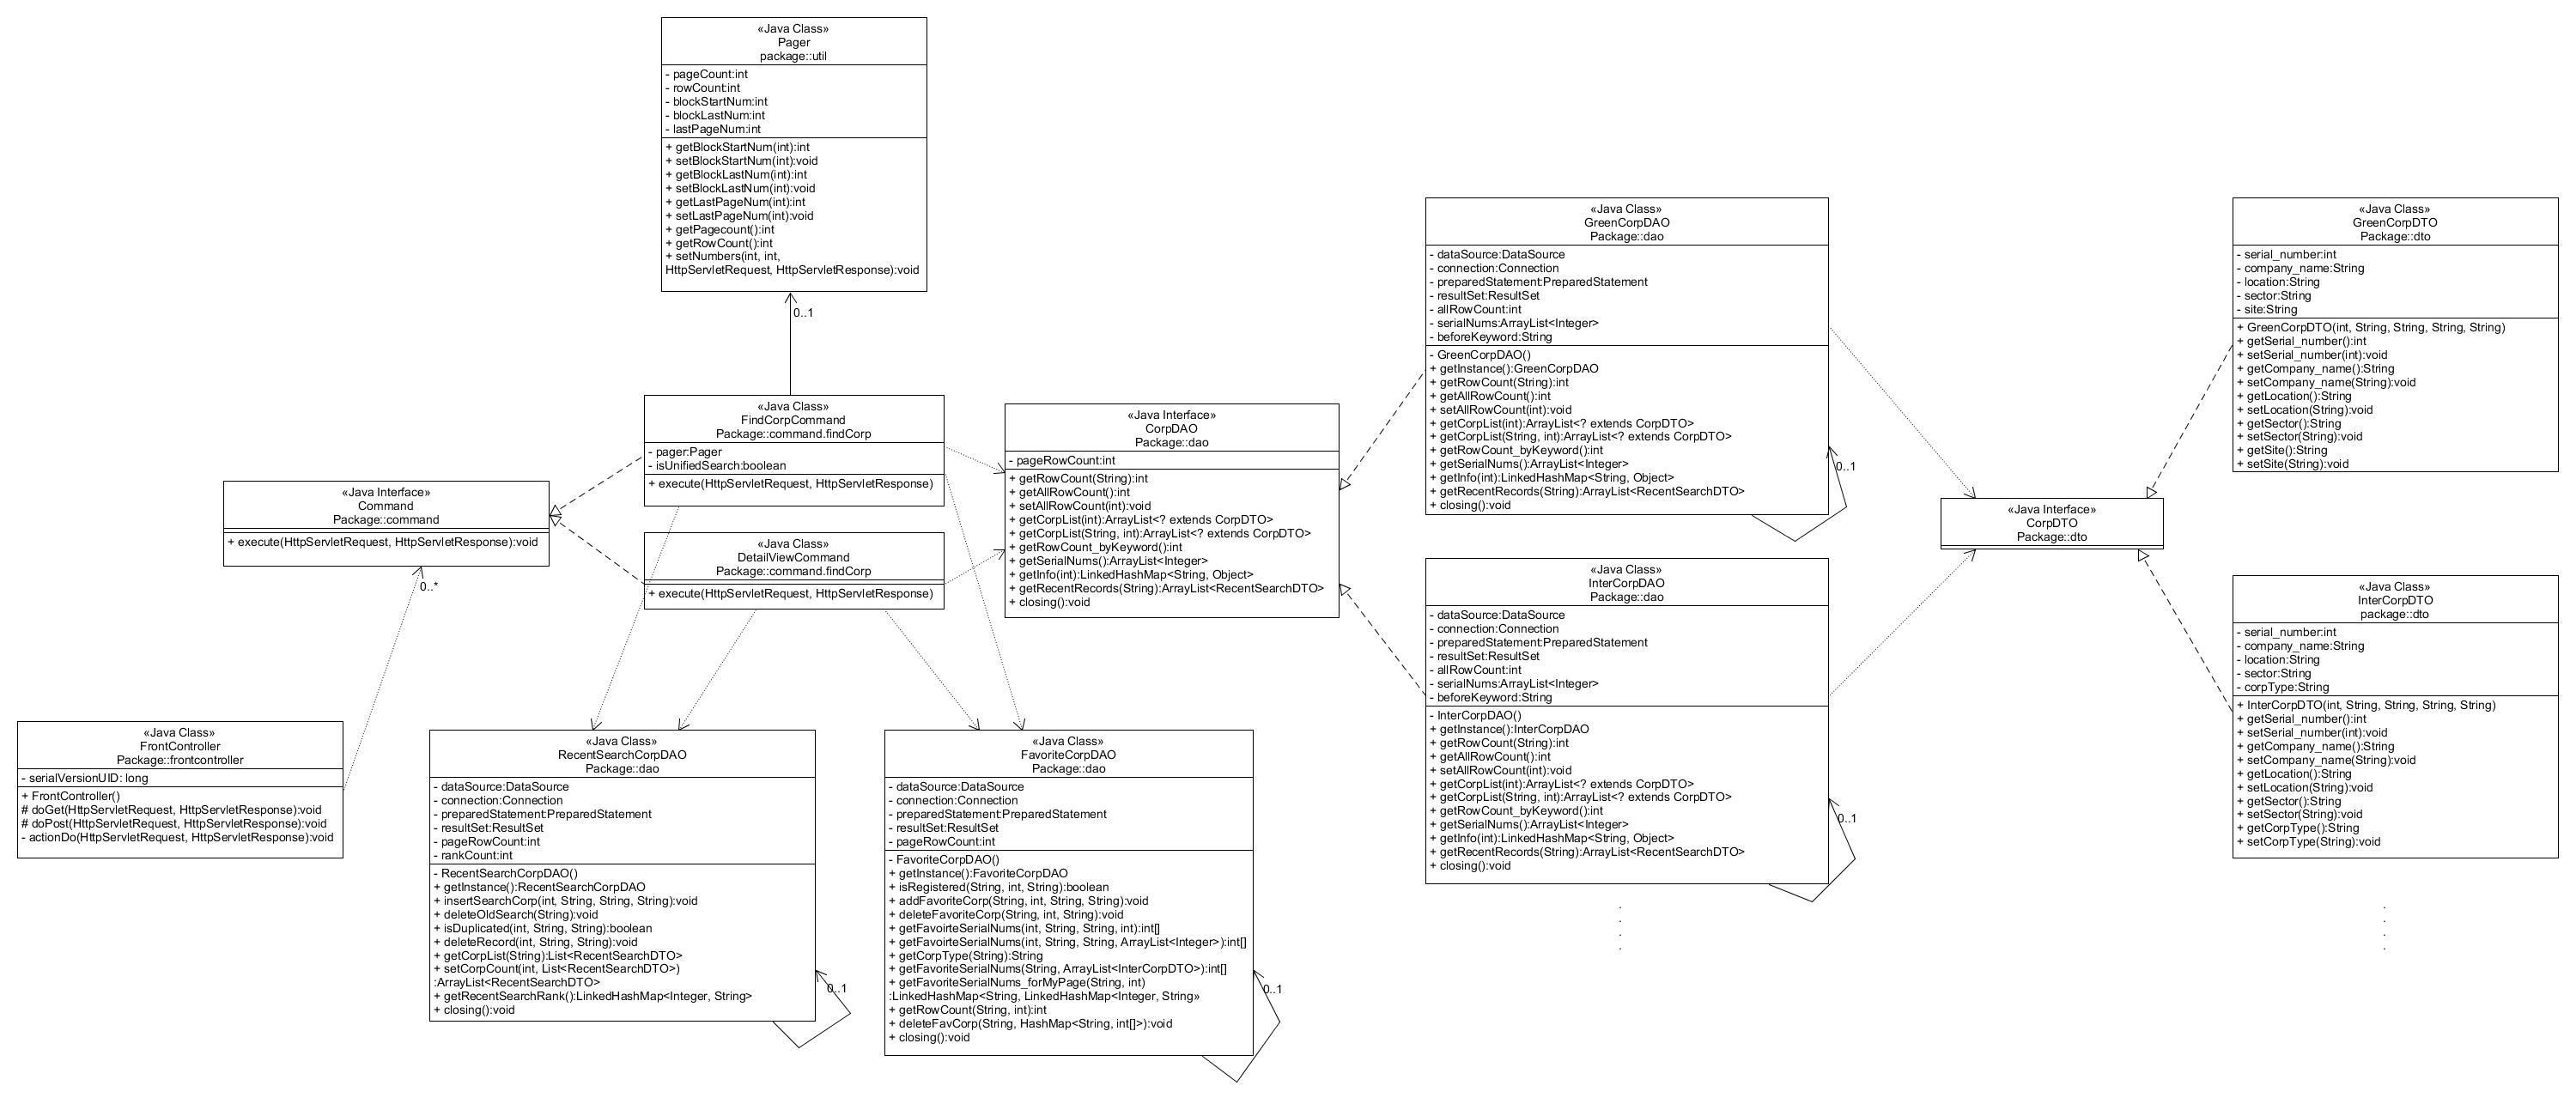 «Java Class»
Pager
package::util
- pageCount:int
- rowCount:int
- blockStartNum:int
- blockLastNum:int
- lastPageNum:int
+ getBlockStartNum(int):int
+ setBlockStartNum(int):void
+ getBlockLastNum(int):int
+ setBlockLastNum(int):void
+ getLastPageNum(int):int
+ setLastPageNum(int):void
+ getPagecount():int
+ getRowCount():int
+ setNumbers(int, int,
HttpServletRequest, HttpServletResponse):void
0..1
«Java Class»
FindCorpCommand
Package::command.findCorp
- pager:Pager
- isUnifiedSearch:boolean
+ execute(HttpServletRequest, HttpServletResponse)
«Java Interface»
Command
Package::command
+ execute(HttpServletRequest, HttpServletResponse):void
0..*
«Java Class»
DetailViewCommand
Package::command.findCorp
+ execute(HttpServletRequest, HttpServletResponse)
«Java Class»
FrontController
Package::frontcontroller
- serialVersionUID: long
+ FrontController()
# doGet(HttpServletRequest, HttpServletResponse):void
# doPost(HttpServletRequest, HttpServletResponse):void
- actionDo(HttpServletRequest, HttpServletResponse):void
«Java Class»
RecentSearchCorpDAO
Package::dao
- dataSource:DataSource
- connection:Connection
- preparedStatement:PreparedStatement
- resultSet:ResultSet
- pageRowCount:int
- rankCount:int
- RecentSearchCorpDAO()
+ getInstance():RecentSearchCorpDAO
+ insertSearchCorp(int, String, String, String):void
+ deleteOldSearch(String):void
+ isDuplicated(int, String, String):boolean
+ deleteRecord(int, String, String):void
+ getCorpList(String):List<RecentSearchDTO>
+ setCorpCount(int, List<RecentSearchDTO>)
:ArrayList<RecentSearchDTO>
+ getRecentSearchRank():LinkedHashMap<Integer, String>
+ closing():void
0..1
«Java Class»
FavoriteCorpDAO
Package::dao
- dataSource:DataSource
- connection:Connection
- preparedStatement:PreparedStatement
- resultSet:ResultSet
- pageRowCount:int
- FavoriteCorpDAO()
+ getInstance():FavoriteCorpDAO
+ isRegistered(String, int, String):boolean
+ addFavoriteCorp(String, int, String, String):void
+ deleteFavoriteCorp(String, int, String):void
+ getFavoirteSerialNums(int, String, String, int):int[]
+ getFavoirteSerialNums(int, String, String, ArrayList<Integer>):int[]
+ getCorpType(String):String
+ getFavoriteSerialNums(String, ArrayList<InterCorpDTO>):int[]
+ getFavoriteSerialNums_forMyPage(String, int)
:LinkedHashMap<String, LinkedHashMap<Integer, String»
+ getRowCount(String, int):int
+ deleteFavCorp(String, HashMap<String, int[]>):void
+ closing():void
0..1
«Java Interface»
CorpDAO
Package::dao
- pageRowCount:int
+ getRowCount(String):int
+ getAllRowCount():int
+ setAllRowCount(int):void
+ getCorpList(int):ArrayList<? extends CorpDTO>
+ getCorpList(String, int):ArrayList<? extends CorpDTO>
+ getRowCount_byKeyword():int
+ getSerialNums():ArrayList<Integer>
+ getInfo(int):LinkedHashMap<String, Object>
+ getRecentRecords(String):ArrayList<RecentSearchDTO>
+ closing():void
«Java Class»
GreenCorpDAO
Package::dao
- dataSource:DataSource
- connection:Connection
- preparedStatement:PreparedStatement
- resultSet:ResultSet
- allRowCount:int
- serialNums:ArrayList<Integer>
- beforeKeyword:String
- GreenCorpDAO()
+ getInstance():GreenCorpDAO
+ getRowCount(String):int
+ getAllRowCount():int
+ setAllRowCount(int):void
+ getCorpList(int):ArrayList<? extends CorpDTO>
+ getCorpList(String, int):ArrayList<? extends CorpDTO>
+ getRowCount_byKeyword():int
+ getSerialNums():ArrayList<Integer>
+ getInfo(int):LinkedHashMap<String, Object>
+ getRecentRecords(String):ArrayList<RecentSearchDTO>
+ closing():void
0..1
«Java Class»
InterCorpDAO
Package::dao
- dataSource:DataSource
- connection:Connection
- preparedStatement:PreparedStatement
- resultSet:ResultSet
- allRowCount:int
- serialNums:ArrayList<Integer>
- beforeKeyword:String
- InterCorpDAO()
+ getInstance():InterCorpDAO
+ getRowCount(String):int
+ getAllRowCount():int
+ setAllRowCount(int):void
+ getCorpList(int):ArrayList<? extends CorpDTO>
+ getCorpList(String, int):ArrayList<? extends CorpDTO>
+ getRowCount_byKeyword():int
+ getSerialNums():ArrayList<Integer>
+ getInfo(int):LinkedHashMap<String, Object>
+ getRecentRecords(String):ArrayList<RecentSearchDTO>
+ closing():void
0..1
.
.
.
.
«Java Interface»
CorpDTO
Package::dto
«Java Class»
GreenCorpDTO
Package::dto
- serial_number:int
- company_name:String
- location:String
- sector:String
- site:String
+ GreenCorpDTO(int, String, String, String, String)
+ getSerial_number():int
+ setSerial_number(int):void
+ getCompany_name():String
+ setCompany_name(String):void
+ getLocation():String
+ setLocation(String):void
+ getSector():String
+ setSector(String):void
+ getSite():String
+ setSite(String):void
«Java Class»
InterCorpDTO
package::dto
- serial_number:int
- company_name:String
- location:String
- sector:String
- corpType:String
+ InterCorpDTO(int, String, String, String, String)
+ getSerial_number():int
+ setSerial_number(int):void
+ getCompany_name():String
+ setCompany_name(String):void
+ getLocation():String
+ setLocation(String):void
+ getSector():String
+ setSector(String):void
+ getCorpType():String
+ setCorpType(String):void
.
.
.
.